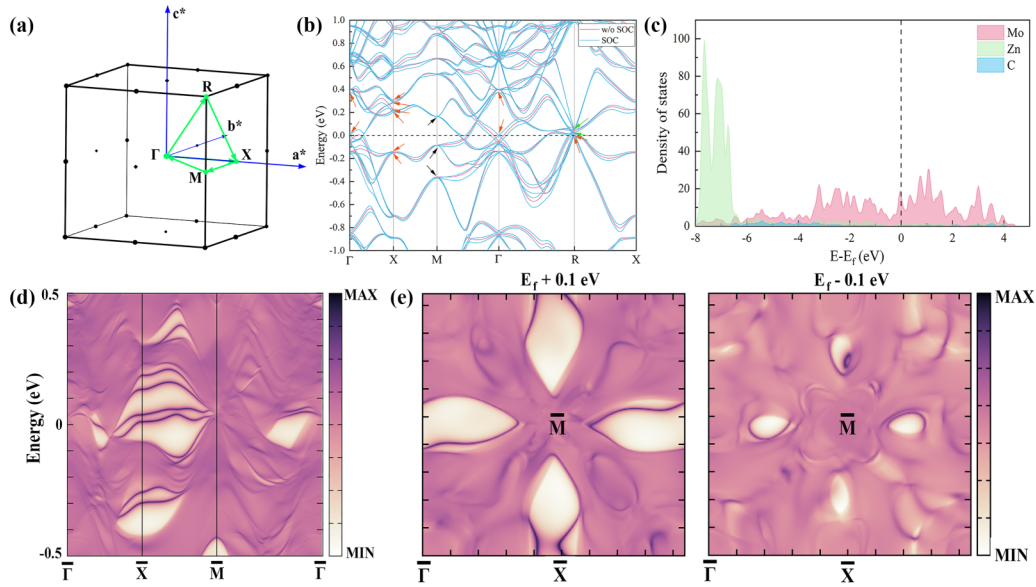 (a)
c*
R
b*
Γ
X
a*
M
(b)
Energy (eV)
1.0
0.8
0.6
0.4
0.2
0.0
-0.2
-0.4
-0.6
-0.8
-1.0
w/o SOC
SOC
Γ X M Γ R X
(c)
Density of states
100
80
60
40
20
0
Mo
Zn
C
-8 -6 -4 -2 0 2 4
E-Ef (eV)
(d)
Energy (eV)
0.5
0
-0.5
MAX
MIN
Γ̅ X̅ M̅ Γ̅
(e)
Ef + 0.1 eV
M̅
Γ̅ X̅
Ef - 0.1 eV
M̅
Γ̅ X̅
MAX
MIN